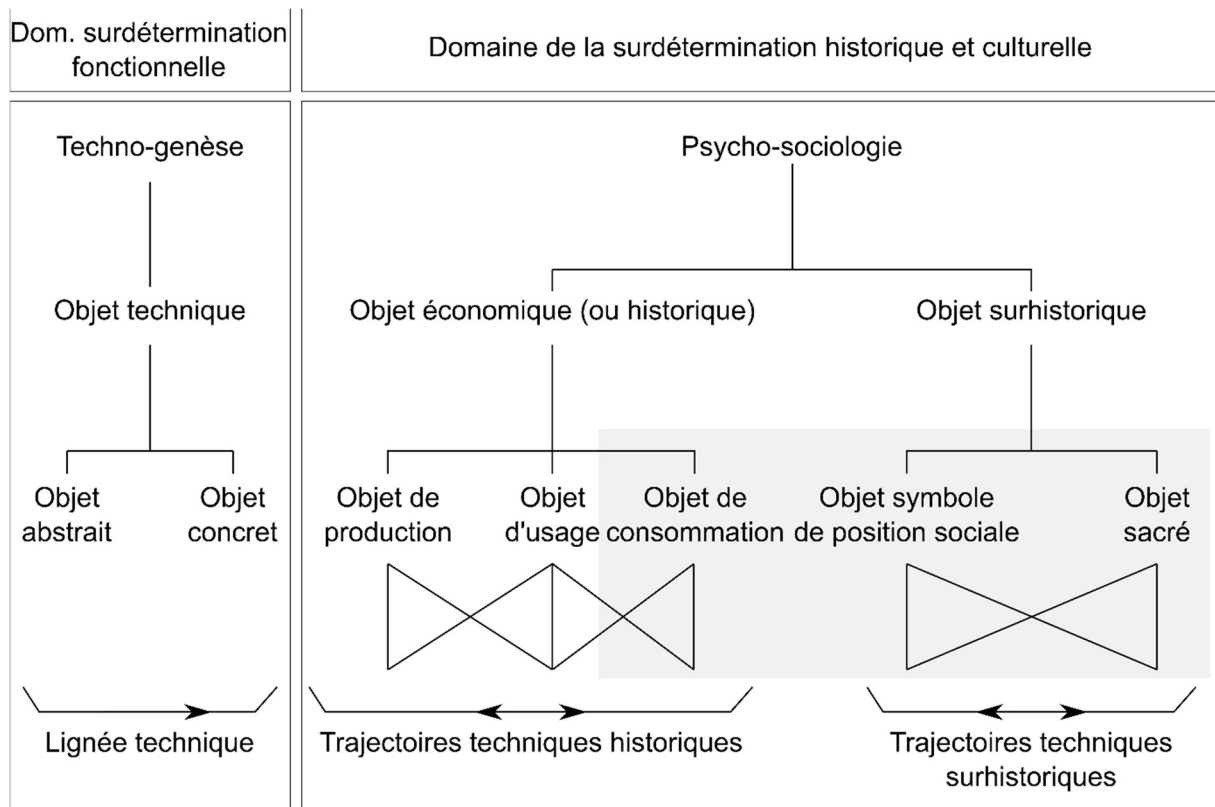 Dom. surdétermination
fonctionnelle
Domaine de la surdétermination historique et culturelle
Techno-genèse
Psycho-sociologie
Objet technique
Objet économique (ou historique)
Objet surhistorique
Objet
abstrait
Objet
concret
Objet de
production
Objet
d'usage
Objet de
consommation
Objet symbole
de position sociale
Objet
sacré
Lignée technique
Trajectoires techniques historiques
Trajectoires techniques
surhistoriques